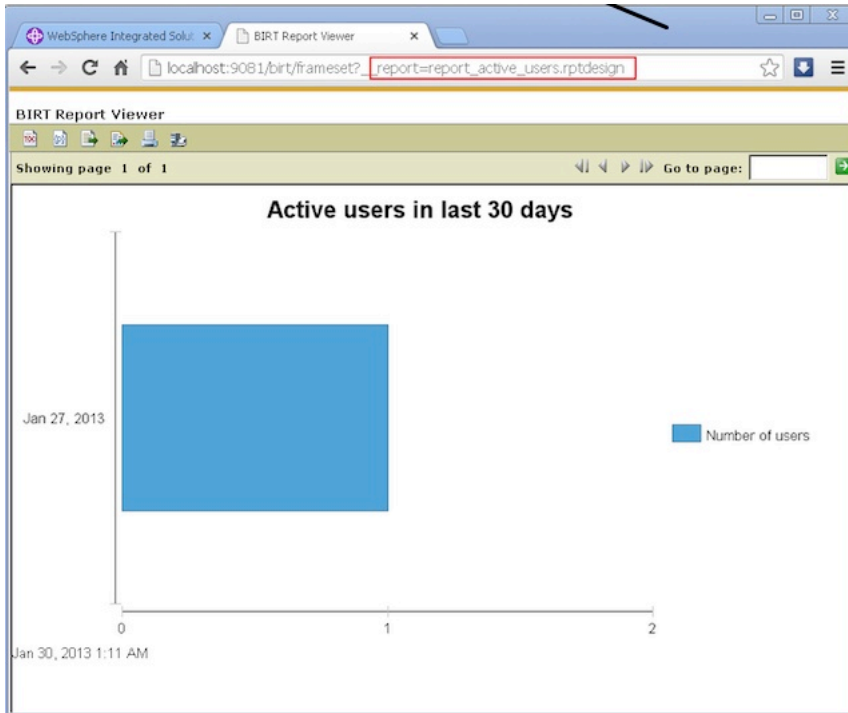 WebSphere Integrated Solut
BIRT Report Viewer
localhost:9081/birt/frameset?__report=report_active_users.rptdesign
BIRT Report Viewer
Showing page 1 of 1
Go to page:
Active users in last 30 days
Jan 27, 2013
Number of users
0 1 2
Jan 30, 2013 1:11 AM